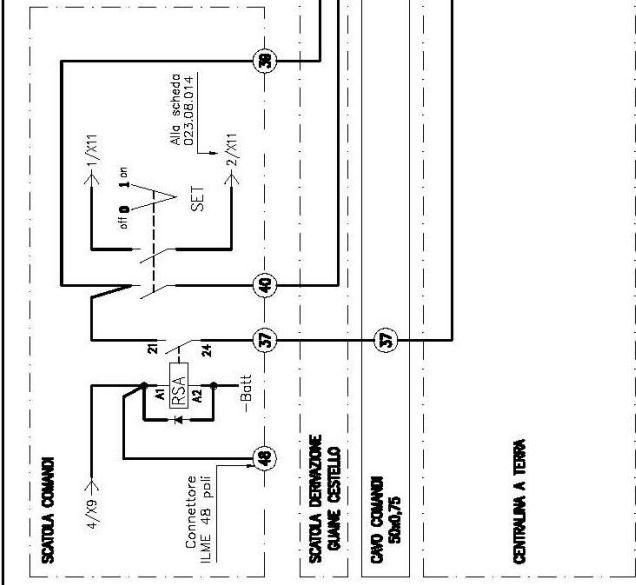 SCATOLA COMANDI
4/X9
Connettore
ILME 48 poli
48
A1
RSA
A2
-Batt
21
24
37
40
39
1/X11
off 0 1 on
SET
Alla scheda
023.08.014
2/X11
SCATOLA DERIVAZIONE
GUAINE CESTELLO
CAVO COMANDI
50x0,75
37
CENTRALINA A TERRA